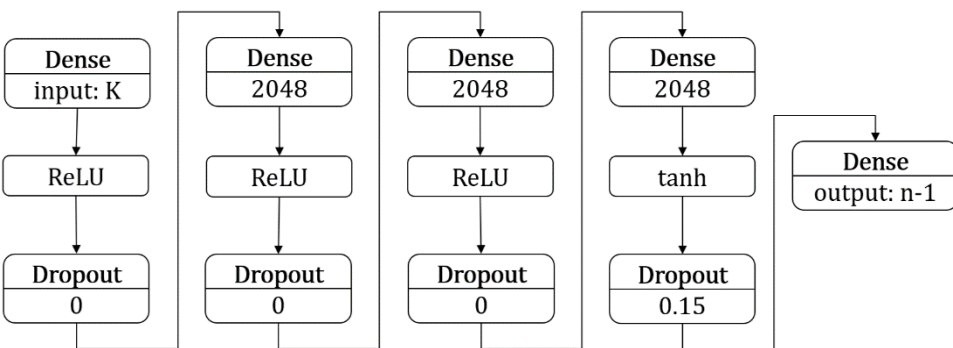 Dense
input: K
ReLU
Dropout
0
Dense
2048
ReLU
Dropout
0
Dense
2048
ReLU
Dropout
0
Dense
2048
tanh
Dropout
0.15
Dense
output: n-1